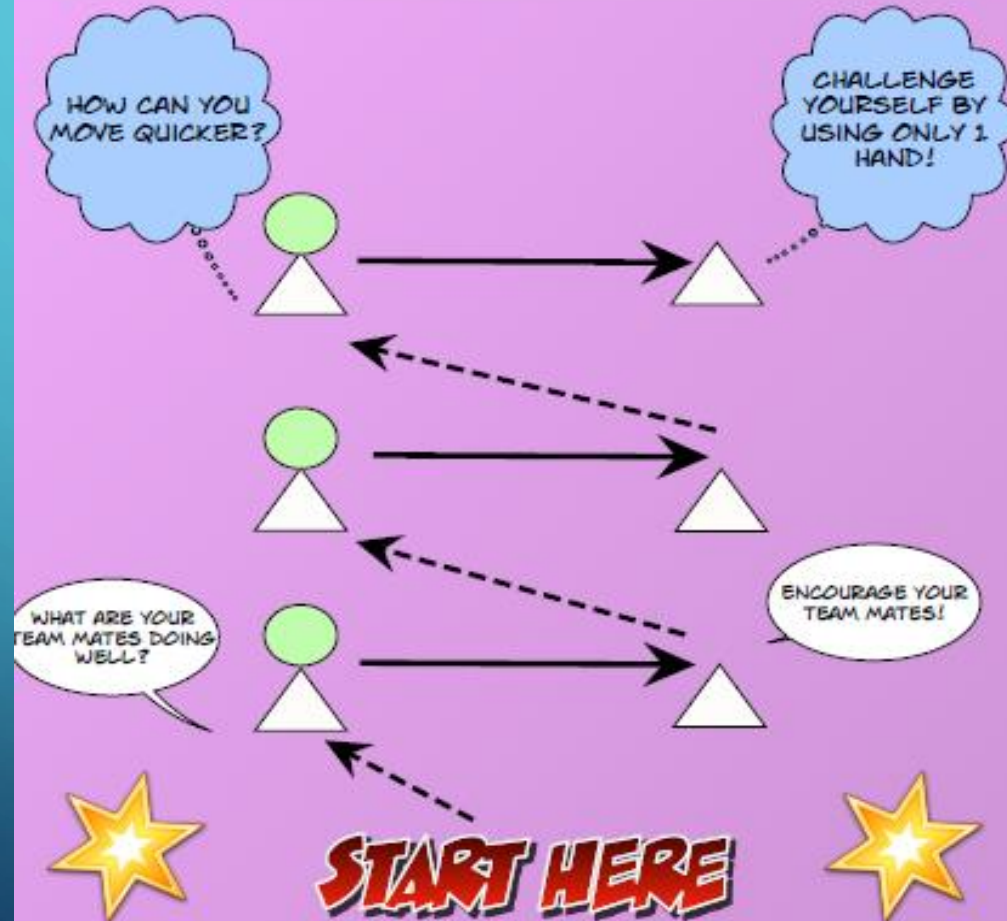 HOW CAN YOU
MOVE QUICKER?
CHALLENGE
YOURSELF BY
USING ONLY 1
HAND!
WHAT ARE YOUR
TEAM MATES DOING
WELL?
ENCOURAGE YOUR
TEAM MATES!
START HERE